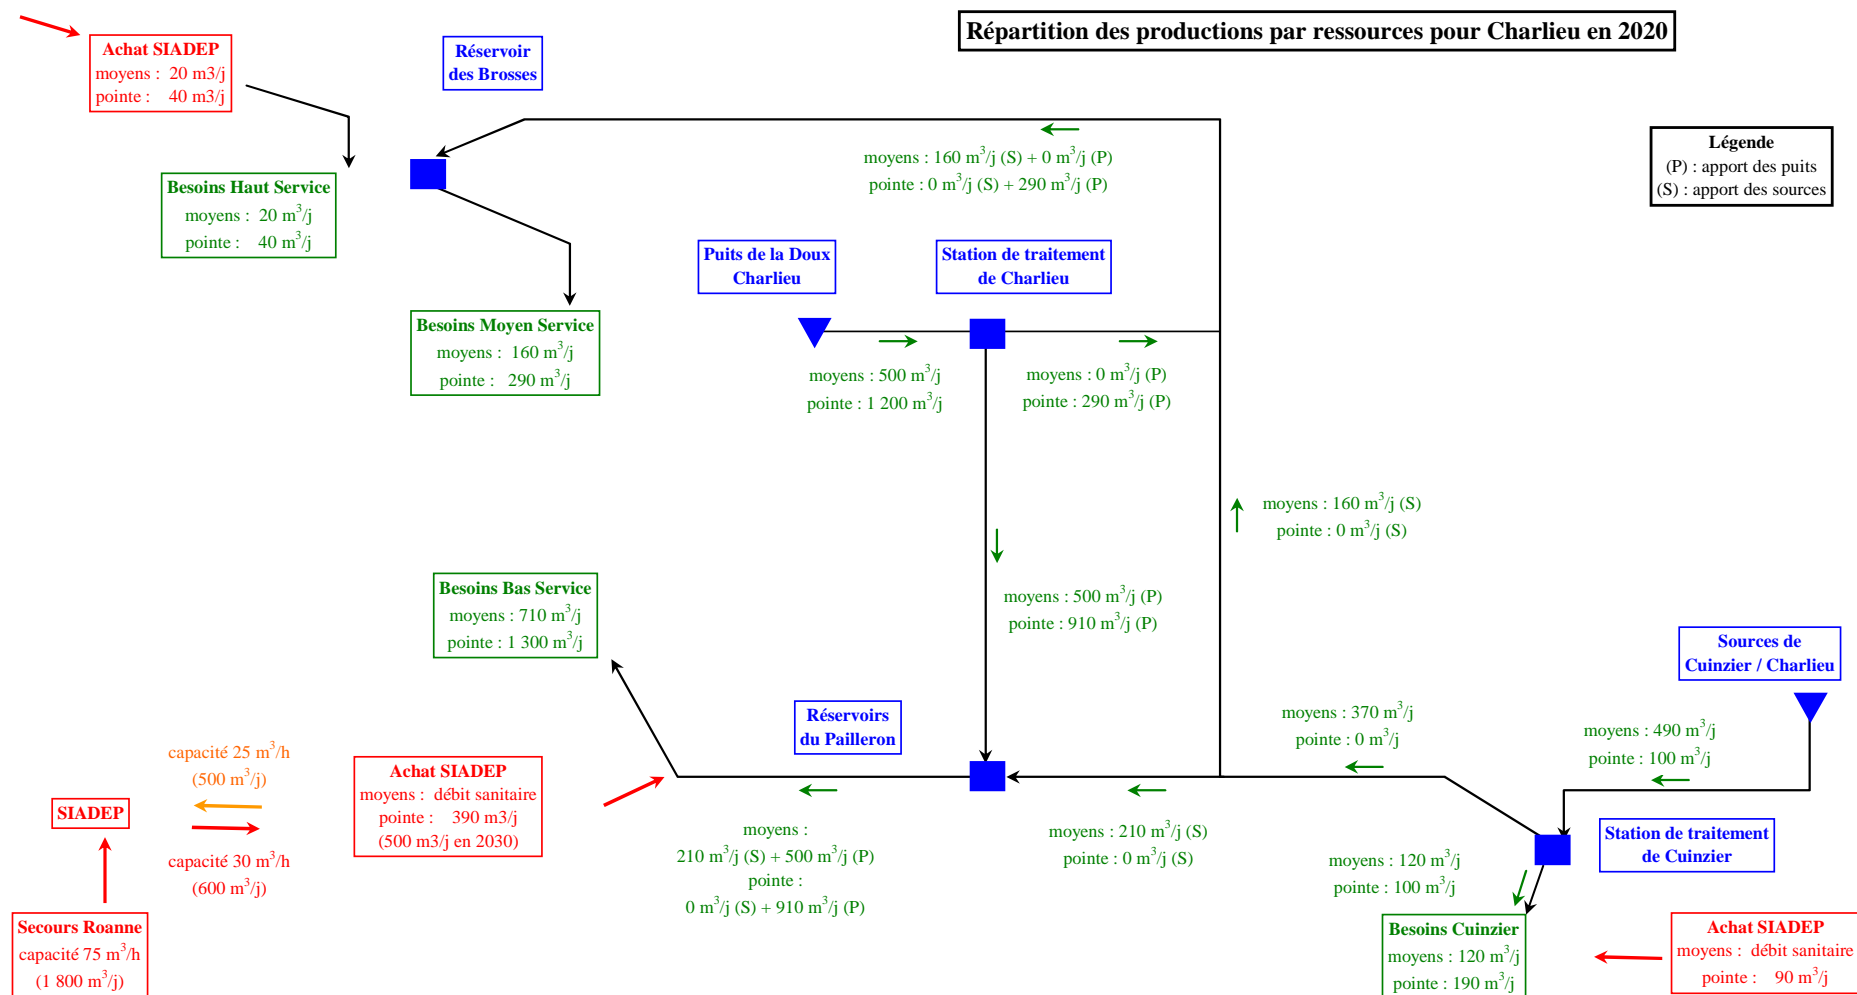 Répartition des productions par ressources pour Charlieu en 2020
Achat SIADEP
moyens : 20 m3/j
pointe : 40 m3/j
Réservoir
des Brosses
Légende
(P) : apport des puits
(S) : apport des sources
moyens : 160 m³/j (S) + 0 m³/j (P)
pointe : 0 m³/j (S) + 290 m³/j (P)
Besoins Haut Service
moyens : 20 m³/j
pointe : 40 m³/j
Puits de la Doux
Charlieu
Station de traitement
de Charlieu
Besoins Moyen Service
moyens : 160 m³/j
pointe : 290 m³/j
moyens : 500 m³/j
pointe : 1 200 m³/j
moyens : 0 m³/j (P)
pointe : 290 m³/j (P)
moyens : 160 m³/j (S)
pointe : 0 m³/j (S)
Besoins Bas Service
moyens : 710 m³/j
pointe : 1 300 m³/j
moyens : 500 m³/j (P)
pointe : 910 m³/j (P)
Sources de
Cuinzier / Charlieu
Réservoirs
du Pailleron
moyens : 370 m³/j
pointe : 0 m³/j
moyens : 490 m³/j
pointe : 100 m³/j
capacité 25 m³/h
(500 m³/j)
SIADEP
capacité 30 m³/h
(600 m³/j)
Achat SIADEP
moyens : débit sanitaire
pointe : 390 m3/j
(500 m3/j en 2030)
moyens :
210 m³/j (S) + 500 m³/j (P)
pointe :
0 m³/j (S) + 910 m³/j (P)
moyens : 210 m³/j (S)
pointe : 0 m³/j (S)
Station de traitement
de Cuinzier
moyens : 120 m³/j
pointe : 100 m³/j
Secours Roanne
capacité 75 m³/h
(1 800 m³/j)
Besoins Cuinzier
moyens : 120 m³/j
pointe : 190 m³/j
Achat SIADEP
moyens : débit sanitaire
pointe : 90 m³/j